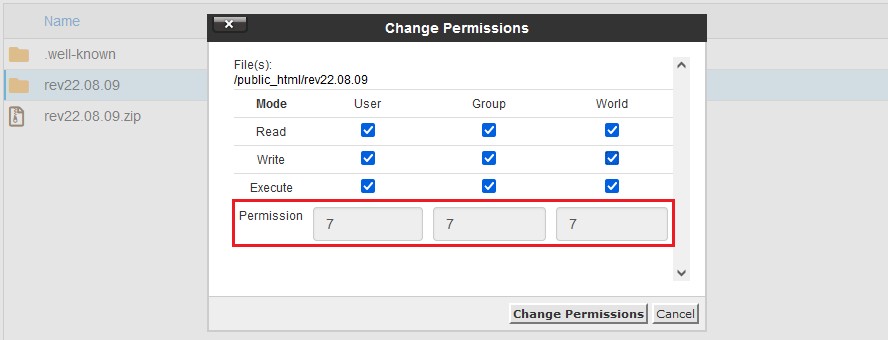 Name
.well-known
rev22.08.09
rev22.08.09.zip
Change Permissions
File(s):
/public_html/rev22.08.09
Mode User Group World
Read
Write
Execute
Permission 7 7 7
Change Permissions Cancel